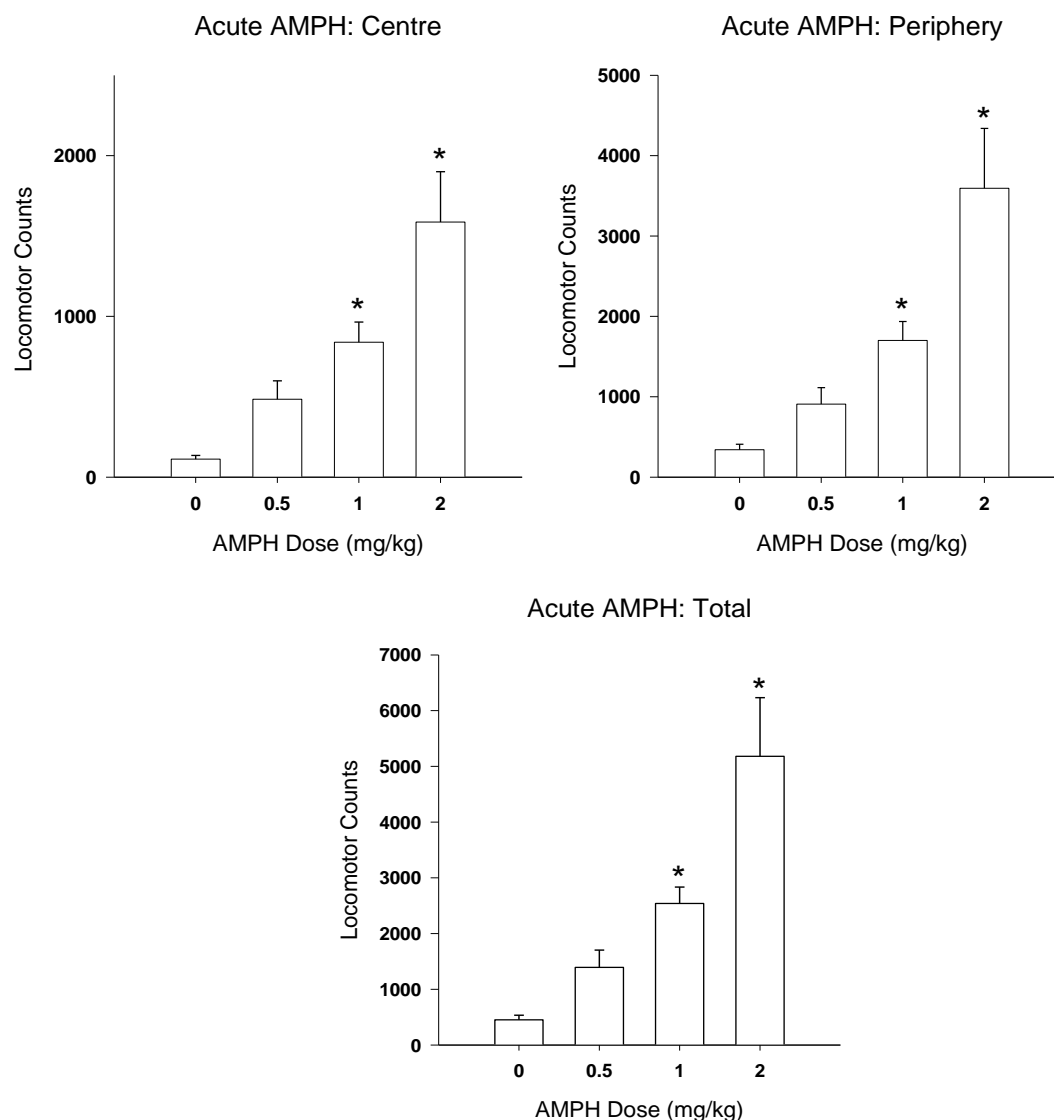 Acute AMPH: Centre
Locomotor Counts
2000
1000
0
*
*
0 0.5 1 2
AMPH Dose (mg/kg)
Acute AMPH: Periphery
Locomotor Counts
5000
4000
3000
2000
1000
0
*
*
0 0.5 1 2
AMPH Dose (mg/kg)
Acute AMPH: Total
Locomotor Counts
7000
6000
5000
4000
3000
2000
1000
0
*
*
0 0.5 1 2
AMPH Dose (mg/kg)